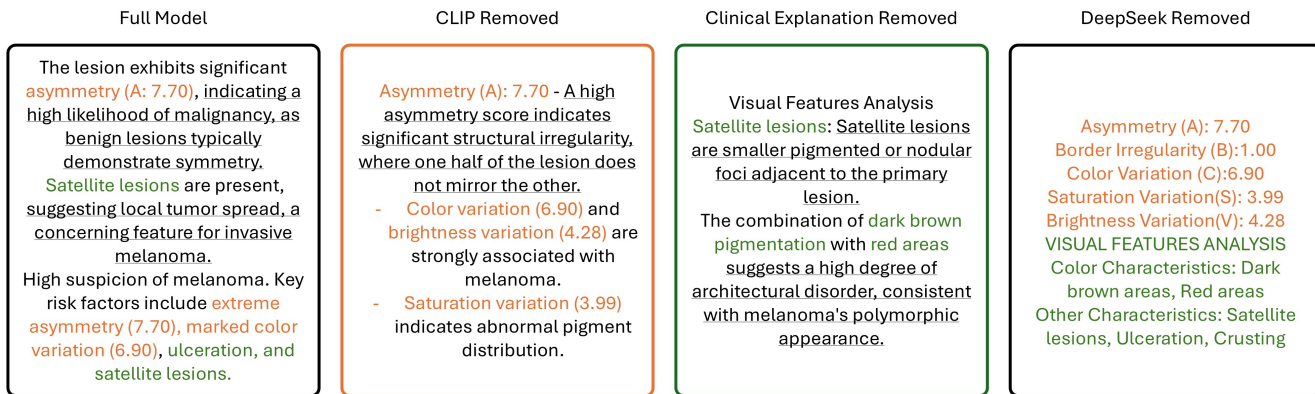 Full Model
The lesion exhibits significant
asymmetry (A: 7.70), indicating a
high likelihood of malignancy, as
benign lesions typically
demonstrate symmetry.
Satellite lesions are present,
suggesting local tumor spread, a
concerning feature for invasive
melanoma.
High suspicion of melanoma. Key
risk factors include extreme
asymmetry (7.70), marked color
variation (6.90), ulceration, and
satellite lesions.
CLIP Removed
Asymmetry (A): 7.70 - A high
asymmetry score indicates
significant structural irregularity,
where one half of the lesion does
not mirror the other.
- Color variation (6.90) and
brightness variation (4.28) are
strongly associated with
melanoma.
- Saturation variation (3.99)
indicates abnormal pigment
distribution.
Clinical Explanation Removed
Visual Features Analysis
Satellite lesions: Satellite lesions
are smaller pigmented or nodular
foci adjacent to the primary
lesion.
The combination of dark brown
pigmentation with red areas
suggests a high degree of
architectural disorder, consistent
with melanoma's polymorphic
appearance.
DeepSeek Removed
Asymmetry (A): 7.70
Border Irregularity (B):1.00
Color Variation (C):6.90
Saturation Variation(S): 3.99
Brightness Variation(V): 4.28
VISUAL FEATURES ANALYSIS
Color Characteristics: Dark
brown areas, Red areas
Other Characteristics: Satellite
lesions, Ulceration, Crusting